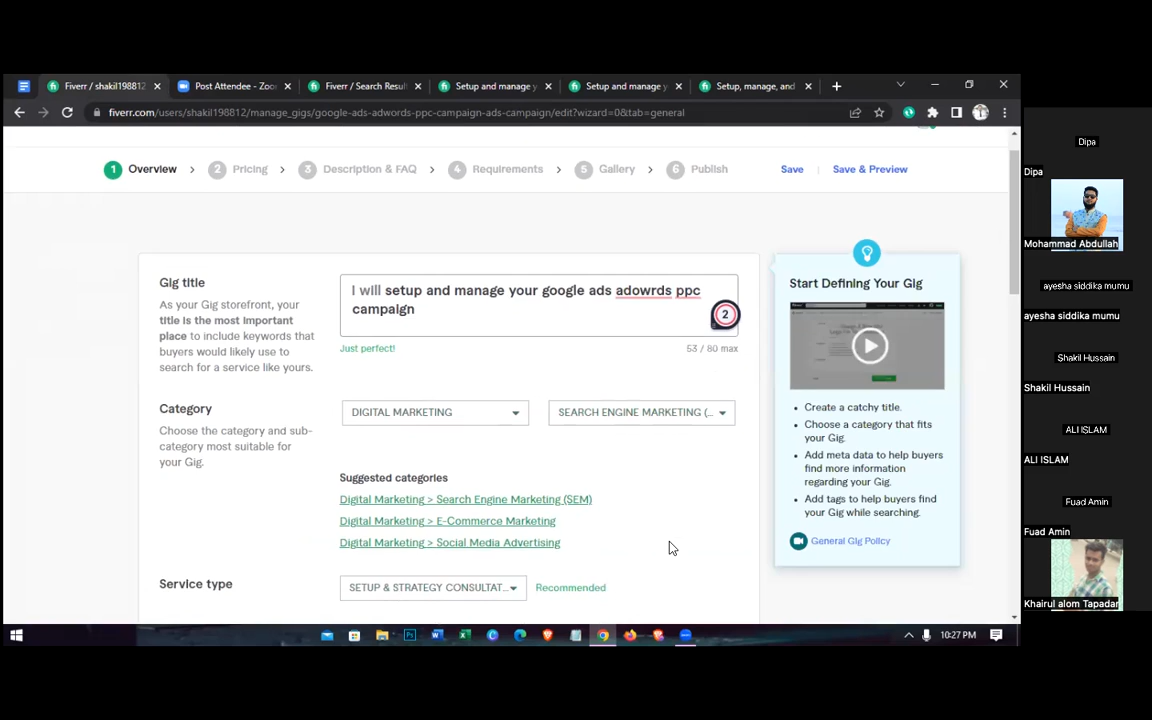 Fiverr / shakil198812
Post Attendee - Zoo
Fiverr / Search Resul
Setup and manage y
Setup and manage y
Setup, manage, and
fiverr.com/users/shakil198812/manage_gigs/google-ads-adwords-ppc-campaign-ads-campaign/edit?wizard=0&tab=general
1 Overview
2 Pricing
3 Description & FAQ
4 Requirements
5 Gallery
6 Publish
Save
Save & Preview
Gig title
As your Gig storefront, your
title is the most important
place to include keywords that
buyers would likely use to
search for a service like yours.
I will setup and manage your google ads adowrds ppc
campaign
2
Just perfect!
53 / 80 max
Category
Choose the category and sub-
category most suitable for
your Gig.
DIGITAL MARKETING
SEARCH ENGINE MARKETING (...
Suggested categories
Digital Marketing > Search Engine Marketing (SEM)
Digital Marketing > E-Commerce Marketing
Digital Marketing > Social Media Advertising
Service type
SETUP & STRATEGY CONSULTAT...
Recommended
Start Defining Your Gig
• Create a catchy title.
• Choose a category that fits
your Gig.
• Add meta data to help buyers
find more information
regarding your Gig.
• Add tags to help buyers find
your Gig while searching.
General Gig Policy
10:27 PM
Dipa
Dipa
Mohammad Abdullah
ayesha siddika mumu
ayesha siddika mumu
Shakil Hussain
Shakil Hussain
ALI ISLAM
ALI ISLAM
Fuad Amin
Fuad Amin
Khairul alom Tapadar